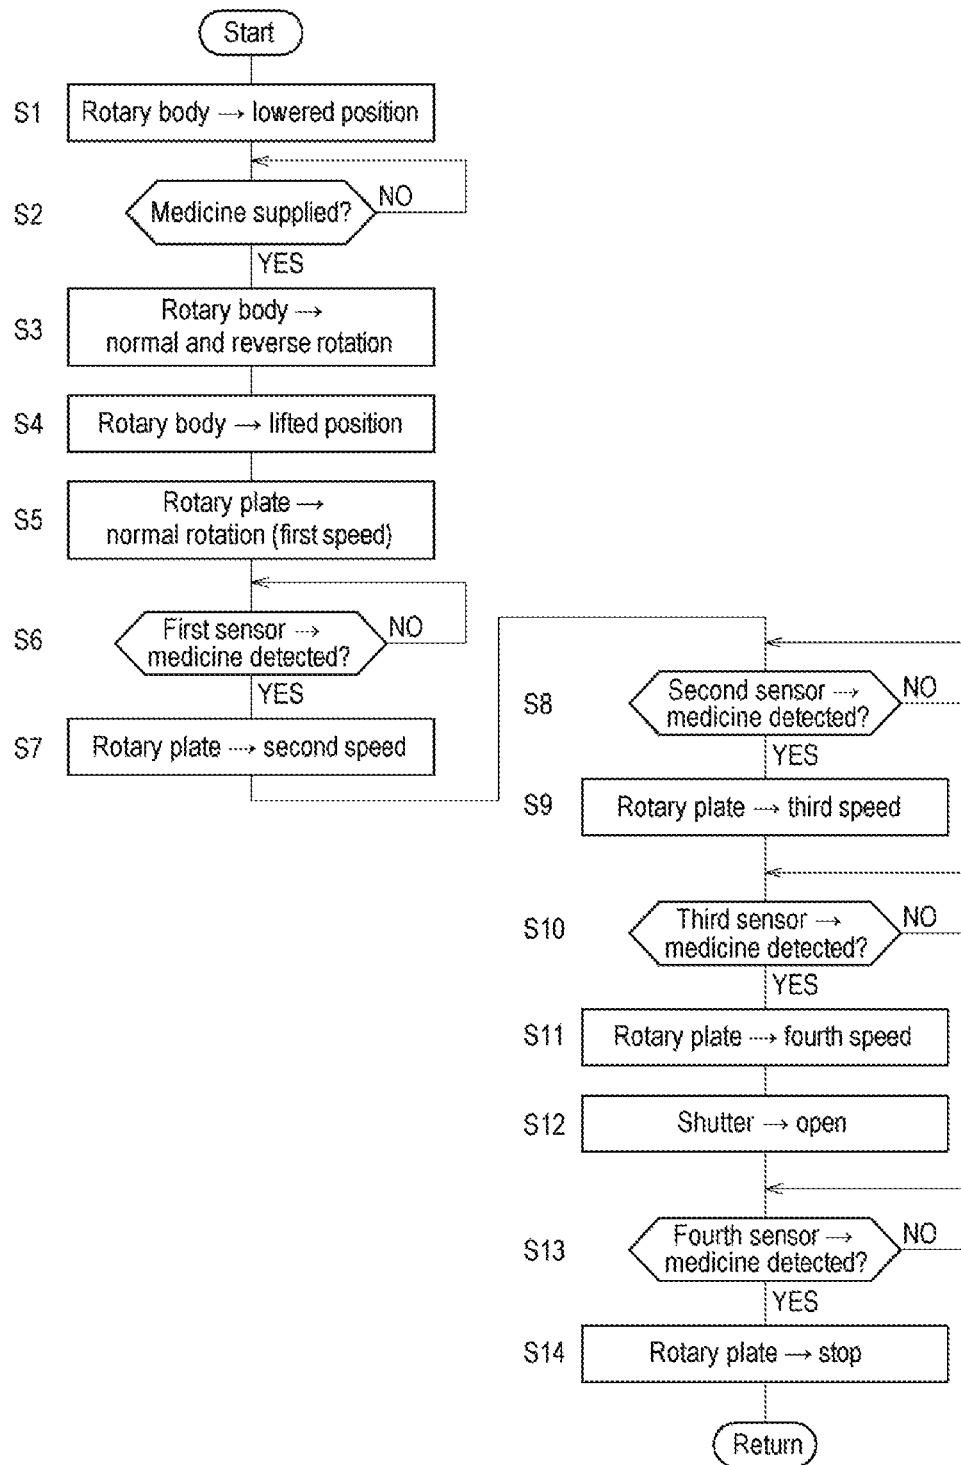 Start
S1
Rotary body → lowered position
S2
Medicine supplied?
NO
YES
S3
Rotary body →
normal and reverse rotation
S4
Rotary body → lifted position
S5
Rotary plate →
normal rotation (first speed)
S6
First sensor →
medicine detected?
NO
YES
S7
Rotary plate → second speed
S8
Second sensor →
medicine detected?
NO
YES
S9
Rotary plate → third speed
S10
Third sensor →
medicine detected?
NO
YES
S11
Rotary plate → fourth speed
S12
Shutter → open
S13
Fourth sensor →
medicine detected?
NO
YES
S14
Rotary plate → stop
Return